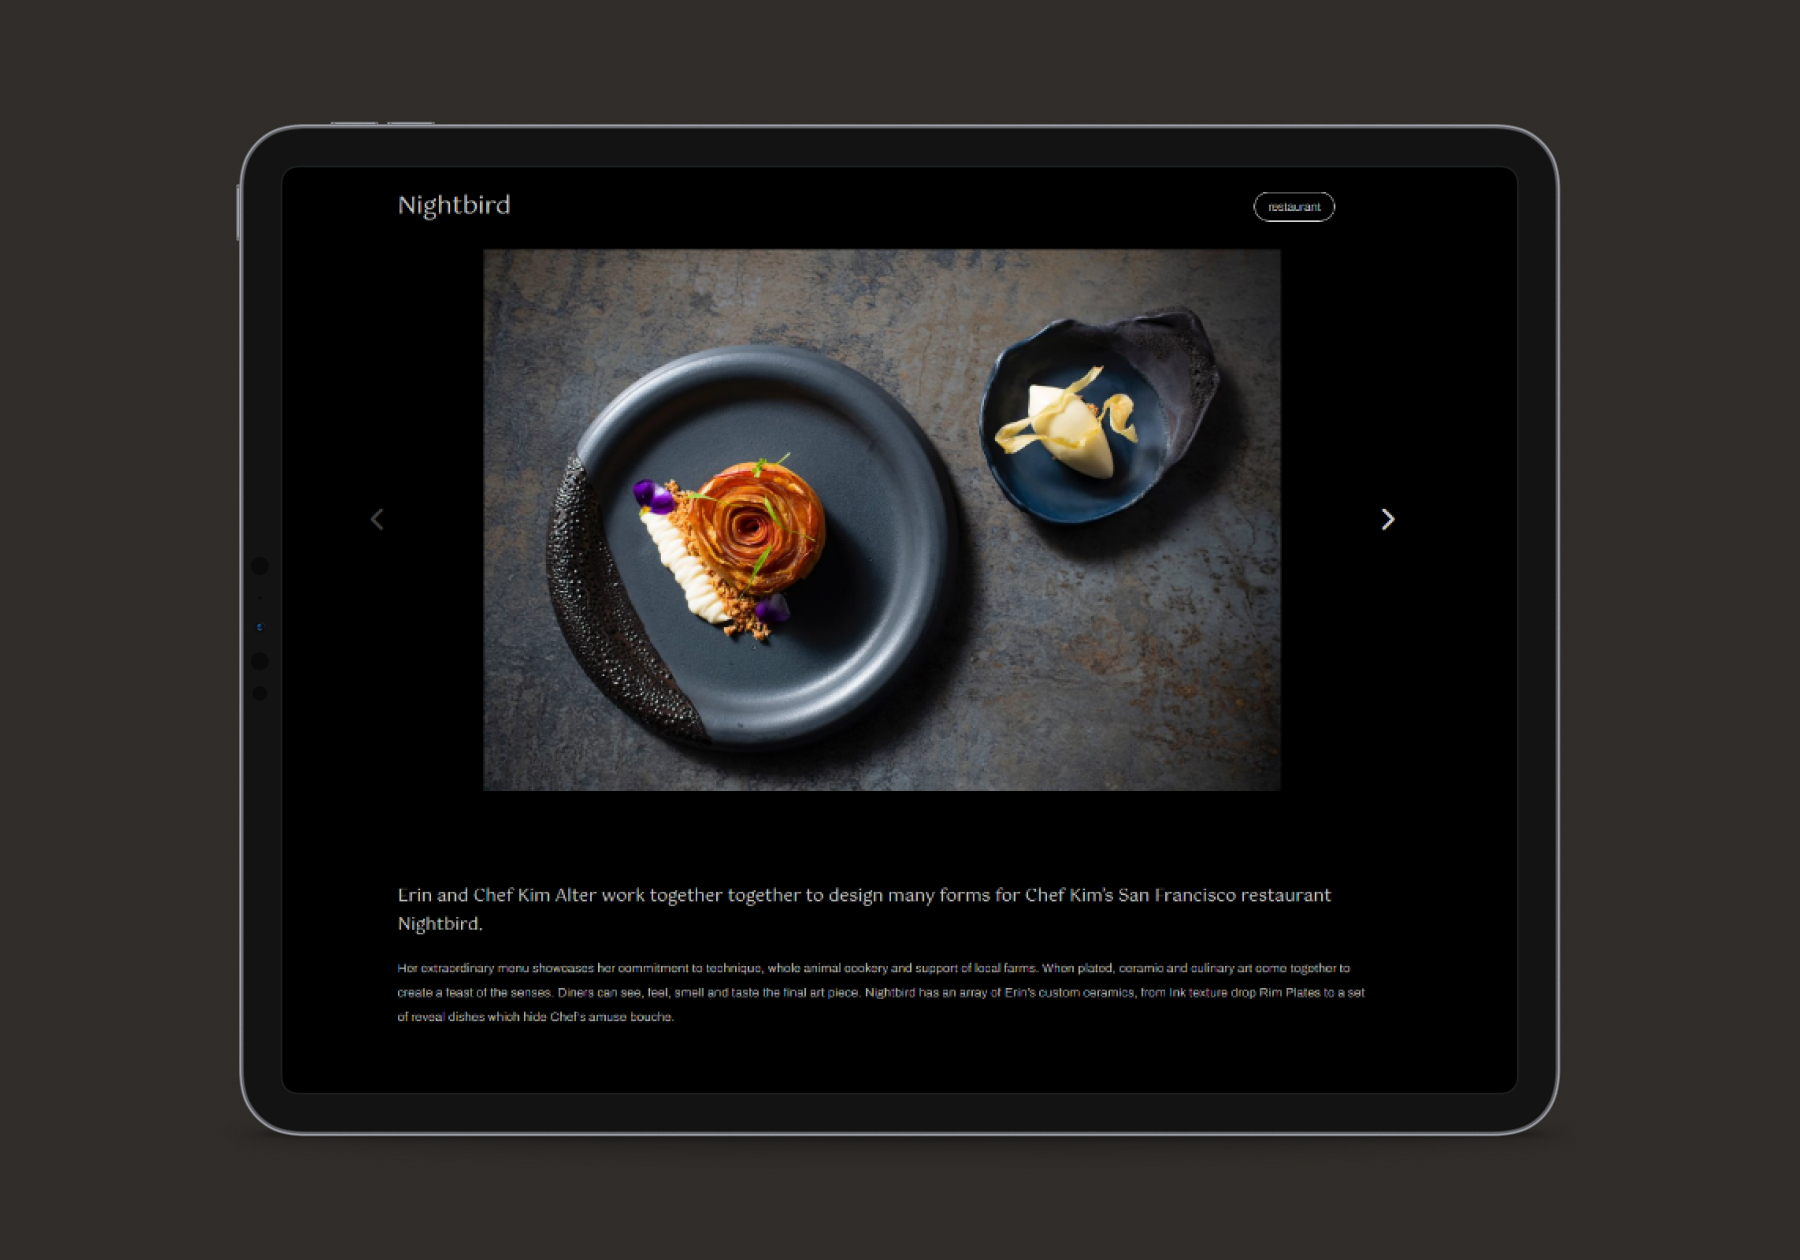 Nightbird
restaurant
Erin and Chef Kim Alter work together together to design many forms for Chef Kim's San Francisco restaurant
Nightbird.
Her extraordinary menu showcases her commitment to technique, whole animal cookery and support of local farms. When plated, ceramic and culinary art come together to
create a feast of the senses. Diners can see, feel, smell and taste the final art piece. Nightbird has an array of Erin's custom ceramics, from Ink texture drop Rim Plates to a set
of reveal dishes which hide Chef's amuse bouche.